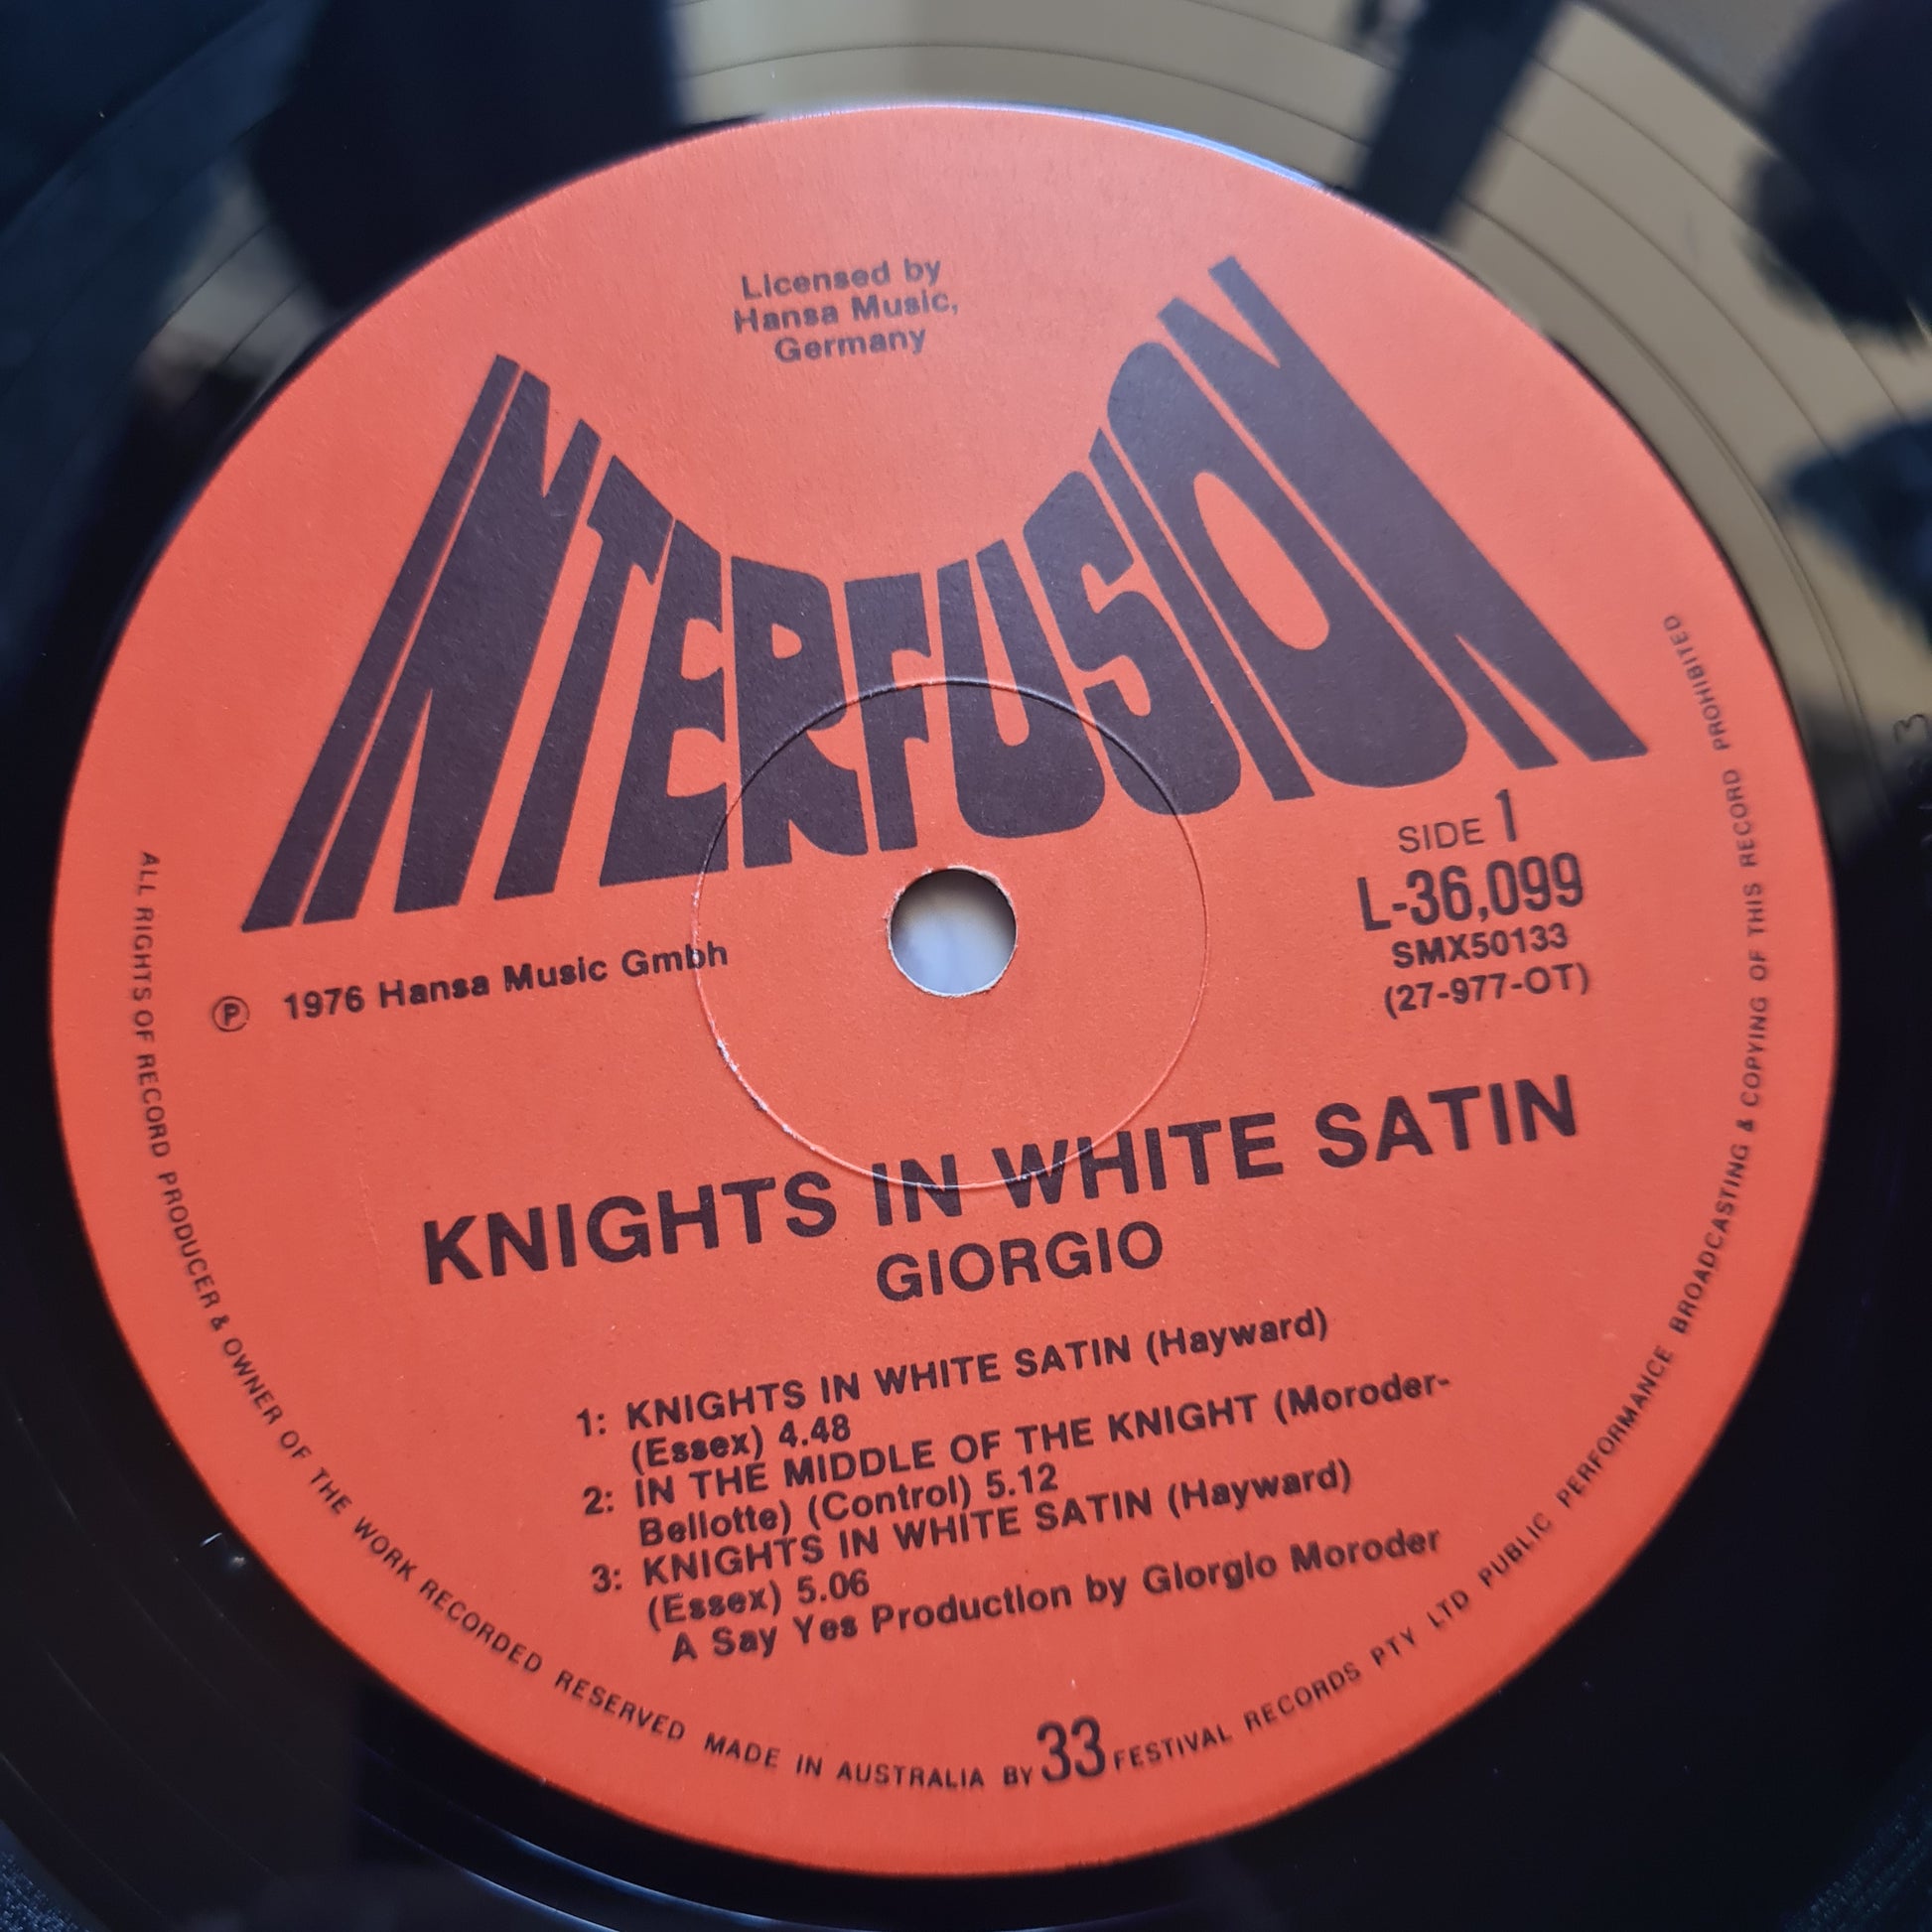 Licensed by
Hansa Music,
Germany
INTERFUSION
SIDE 1
L-36,099
SMX50133
(27-977-OT)
Ⓟ 1976 Hansa Music Gmbh
KNIGHTS IN WHITE SATIN
GIORGIO
1: KNIGHTS IN WHITE SATIN (Hayward)
(Essex) 4.48
2: IN THE MIDDLE OF THE KNIGHT (Moroder-
Bellotte) (Control) 5.12
3: KNIGHTS IN WHITE SATIN (Hayward)
(Essex) 5.06
A Say Yes Production by Giorgio Moroder
33
ALL RIGHTS OF RECORD PRODUCER & OWNER OF THE WORK RECORDED RESERVED MADE IN AUSTRALIA BY FESTIVAL RECORDS PTY LTD PUBLIC PERFORMANCE BROADCASTING & COPYING OF THIS RECORD PROHIBITED
3